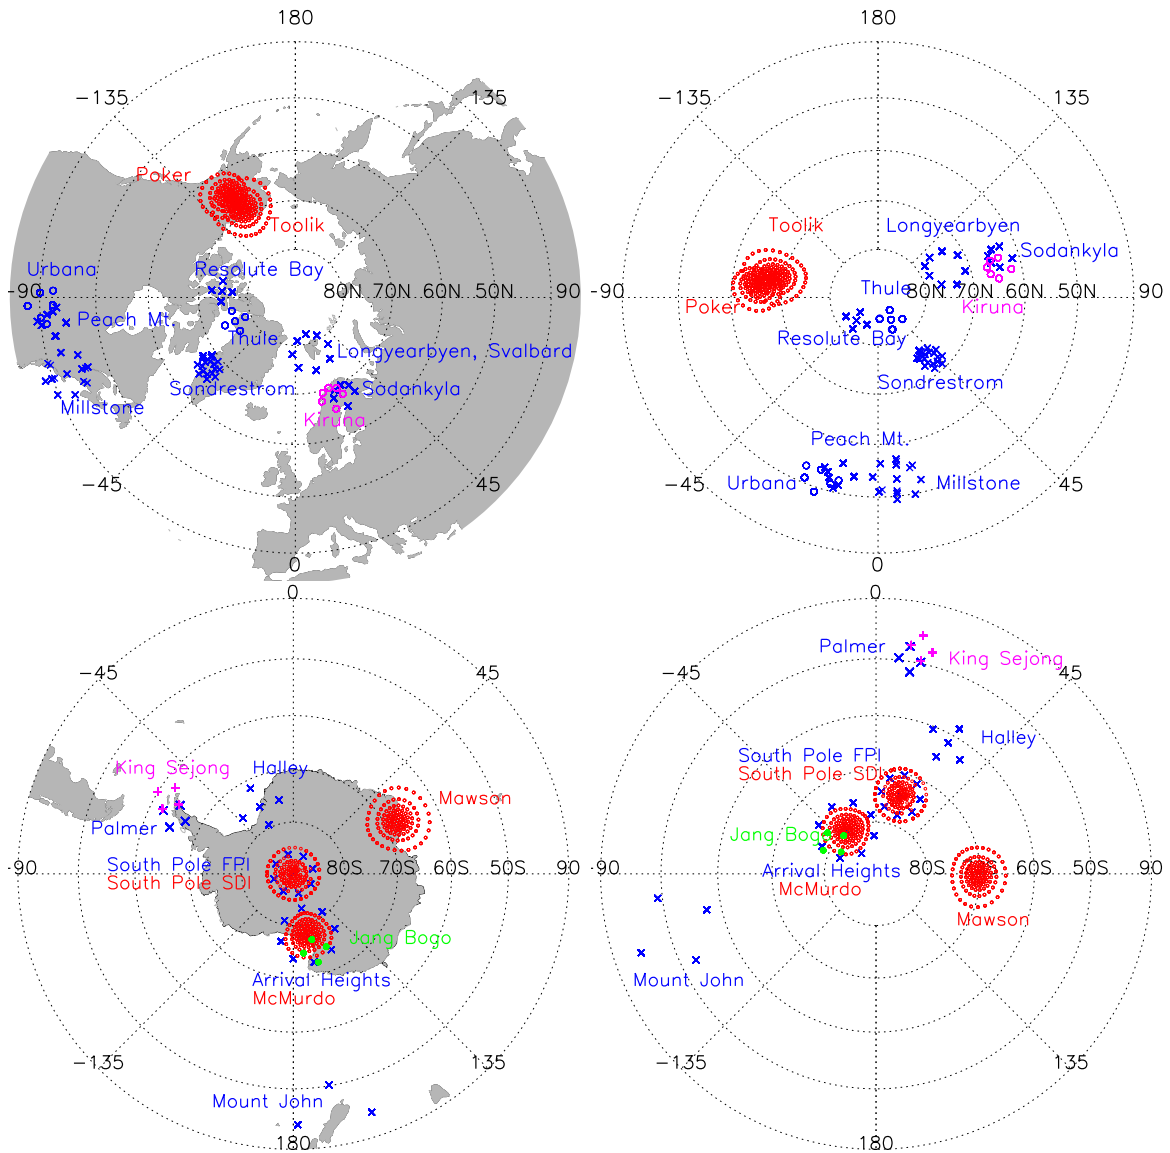 180
-135
135
Poker
Toolik
Urbana
Resolute Bay
-90
80N
70N
60N
50N
90
Peach Mt.
Thule
Longyearbyen, Svalbard
Sondrestrom
Sodankyla
Millstone
Kiruna
-45
45
0
180
-135
135
Toolik
Longyearbyen
Sodankyla
Thule
-90
80N
70N
60N
50N
90
Poker
Kiruna
Resolute Bay
Sondrestrom
Peach Mt.
Urbana
Millstone
-45
45
0
0
-45
45
King Sejong
Halley
Mawson
Palmer
South Pole FPI
-90
80S
70S
60S
50S
90
South Pole SDI
Jang Bogo
Arrival Heights
McMurdo
-135
135
Mount John
180
0
Palmer
King Sejong
-45
45
Halley
South Pole FPI
South Pole SDI
Jang Bogo
-90
80S
70S
60S
50S
90
Arrival Heights
McMurdo
Mawson
Mount John
-135
135
180